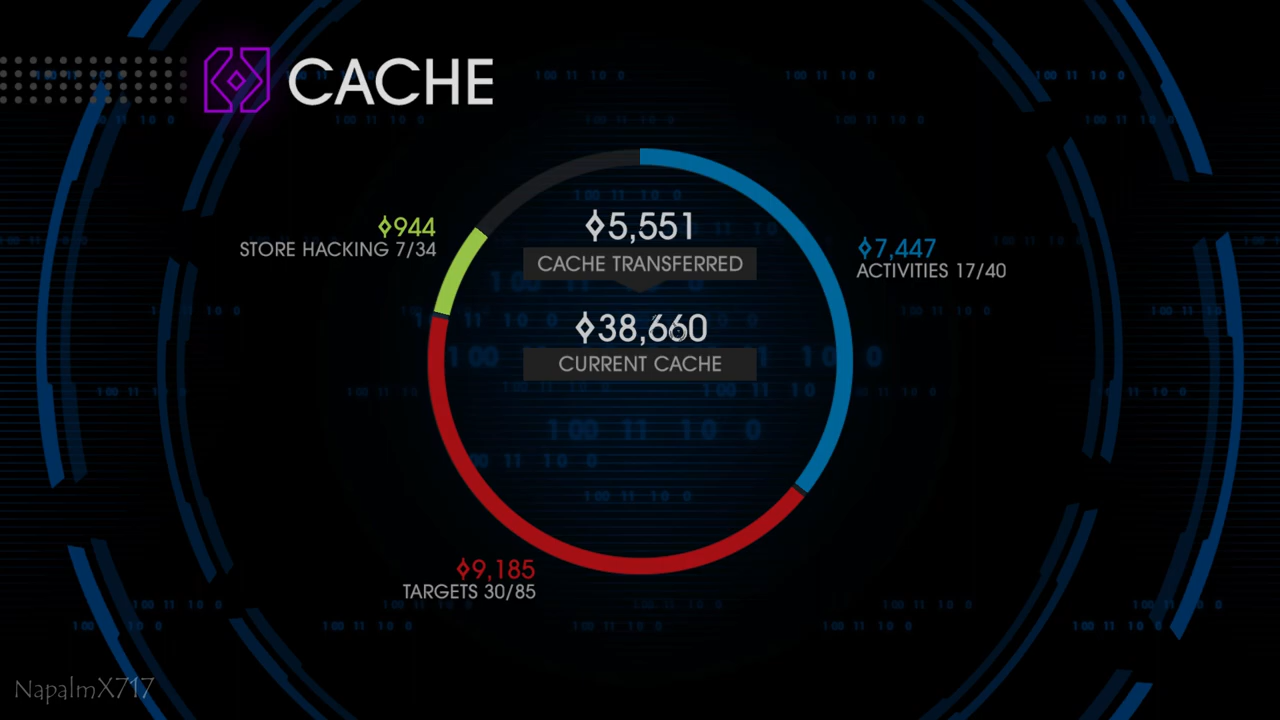 CACHE
944
STORE HACKING 7/34
5,551
CACHE TRANSFERRED
7,447
ACTIVITIES 17/40
38,660
CURRENT CACHE
9,185
TARGETS 30/85
NapalmX717